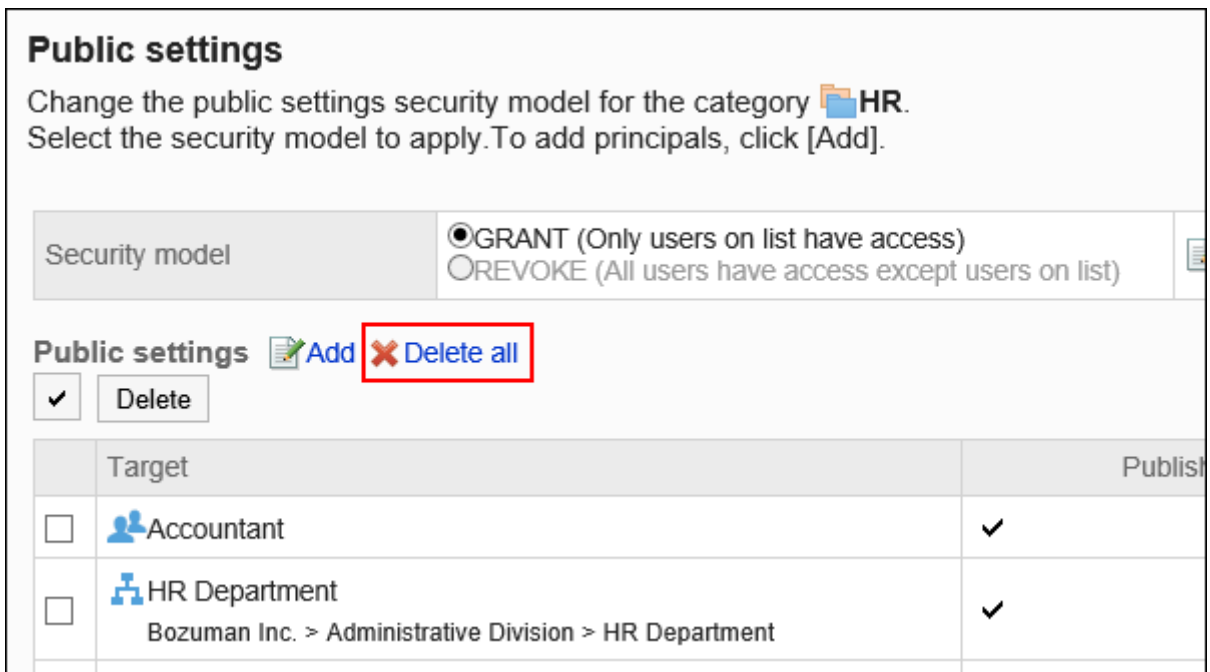 Public settings
Change the public settings security model for the category HR.
Select the security model to apply.To add principals, click [Add].
Security model
GRANT (Only users on list have access)
REVOKE (All users have access except users on list)
Public settings Add Delete all
Delete
Target Publish
Accountant
HR Department
Bozuman Inc. > Administrative Division > HR Department